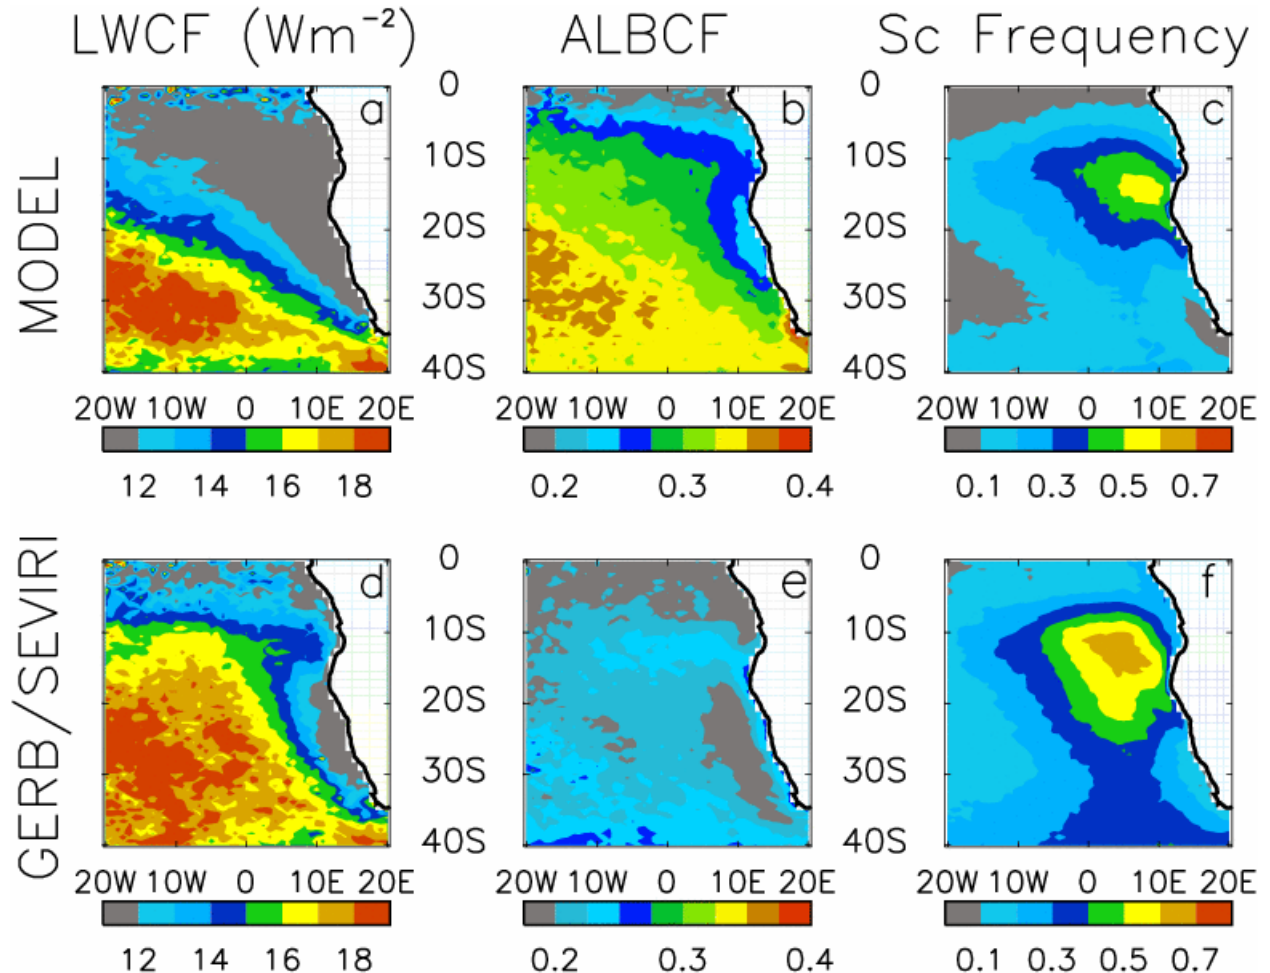 LWCF (Wm⁻²) ALBCF Sc Frequency
MODEL
a 0 b 0 c
10S 10S
20S 20S
30S 30S
40S 40S
20W 10W 0 10E 20E 20W 10W 0 10E 20E 20W 10W 0 10E 20E
12 14 16 18 0.2 0.3 0.4 0.1 0.3 0.5 0.7
GERB/SEVIRI
d 0 e 0 f
10S 10S
20S 20S
30S 30S
40S 40S
20W 10W 0 10E 20E 20W 10W 0 10E 20E 20W 10W 0 10E 20E
12 14 16 18 0.2 0.3 0.4 0.1 0.3 0.5 0.7